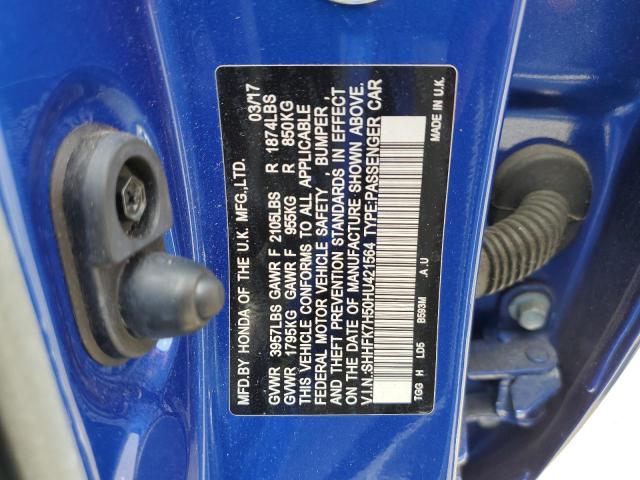 MFD.BY HONDA OF THE U.K. MFG.,LTD. 03/17
GVWR 3957LBS GAWR F 2105LBS R 1874LBS
GVWR 1795KG GAWR F 955KG R 850KG
THIS VEHICLE CONFORMS TO ALL APPLICABLE
FEDERAL MOTOR VEHICLE SAFETY , BUMPER ,
AND THEFT PREVENTION STANDARDS IN EFFECT
ON THE DATE OF MANUFACTURE SHOWN ABOVE.
V.I.N.:SHHFK7H50HU421564 TYPE:PASSENGER CAR
TGG H LD5 B593M .A.U MADE IN U.K.